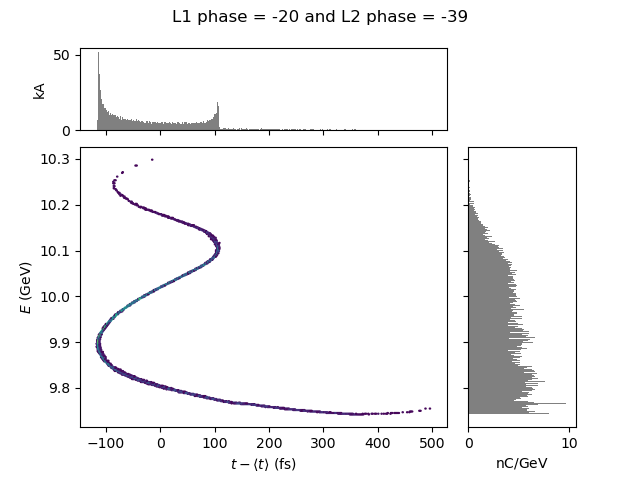 L1 phase = -20 and L2 phase = -39
50
0
kA
10.3
10.2
10.1
10.0
9.9
9.8
E (GeV)
−100 0 100 200 300 400 500
t − ⟨t⟩ (fs)
0 10
nC/GeV